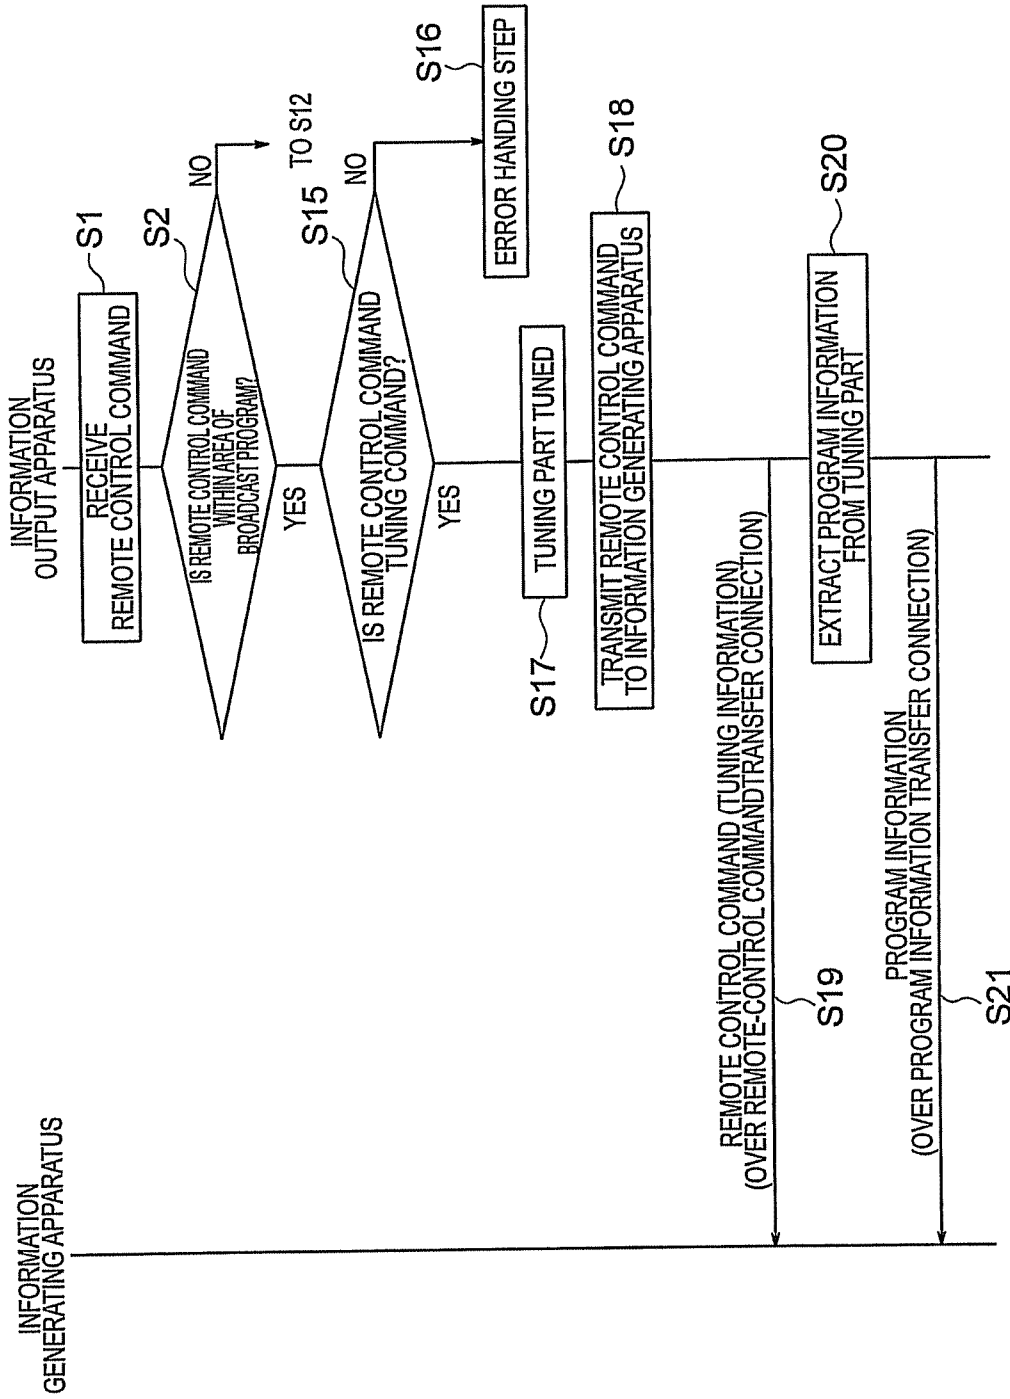 INFORMATION
GENERATING APPARATUS
INFORMATION
OUTPUT APPARATUS
RECEIVE
REMOTE CONTROL COMMAND
S1
IS REMOTE CONTROL COMMAND
WITHIN AREA OF
BROADCAST PROGRAM?
S2
NO
TO S12
YES
IS REMOTE CONTROL COMMAND
TUNING COMMAND?
S15
NO
YES
S16
ERROR HANDING STEP
TUNING PART TUNED
S17
TRANSMIT REMOTE CONTROL COMMAND
TO INFORMATION GENERATING APPARATUS
S18
REMOTE CONTROL COMMAND (TUNING INFORMATION)
(OVER REMOTE-CONTROL COMMANDTRANSFER CONNECTION)
S19
EXTRACT PROGRAM INFORMATION
FROM TUNING PART
S20
PROGRAM INFORMATION
(OVER PROGRAM INFORMATION TRANSFER CONNECTION)
S21